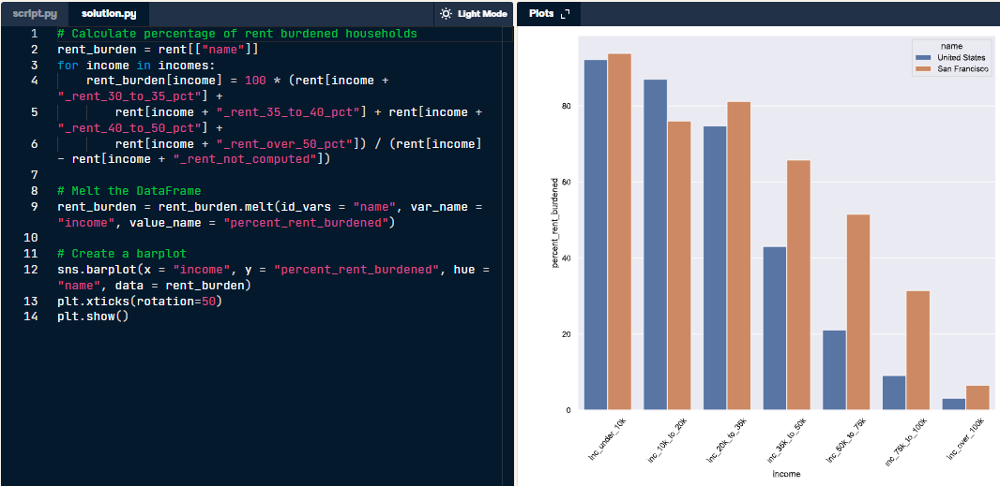 script.py
solution.py
Light Mode
1 # Calculate percentage of rent burdened households
2 rent_burden = rent[["name"]]
3 for income in incomes:
4 rent_burden[income] = 100 * (rent[income +
"_rent_30_to_35_pct"] +
5 rent[income + "_rent_35_to_40_pct"] + rent[income +
"_rent_40_to_50_pct"] +
6 rent[income + "_rent_over_50_pct"]) / (rent[income]
- rent[income + "_rent_not_computed"])
7
8 # Melt the DataFrame
9 rent_burden = rent_burden.melt(id_vars = "name", var_name =
"income", value_name = "percent_rent_burdened")
10
11 # Create a barplot
12 sns.barplot(x = "income", y = "percent_rent_burdened", hue =
"name", data = rent_burden)
13 plt.xticks(rotation=50)
14 plt.show()
Plots
name
United States
San Francisco
percent_rent_burdened
80
60
40
20
0
inc_under_10k
inc_10k_to_20k
inc_20k_to_35k
inc_35k_to_50k
inc_50k_to_75k
inc_75k_to_100k
inc_over_100k
income